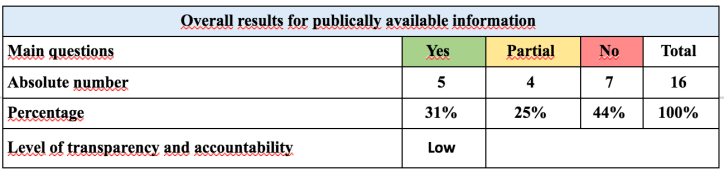 Overall results for publically available information
Main questions Yes Partial No Total
Absolute number 5 4 7 16
Percentage 31% 25% 44% 100%
Level of transparency and accountability Low